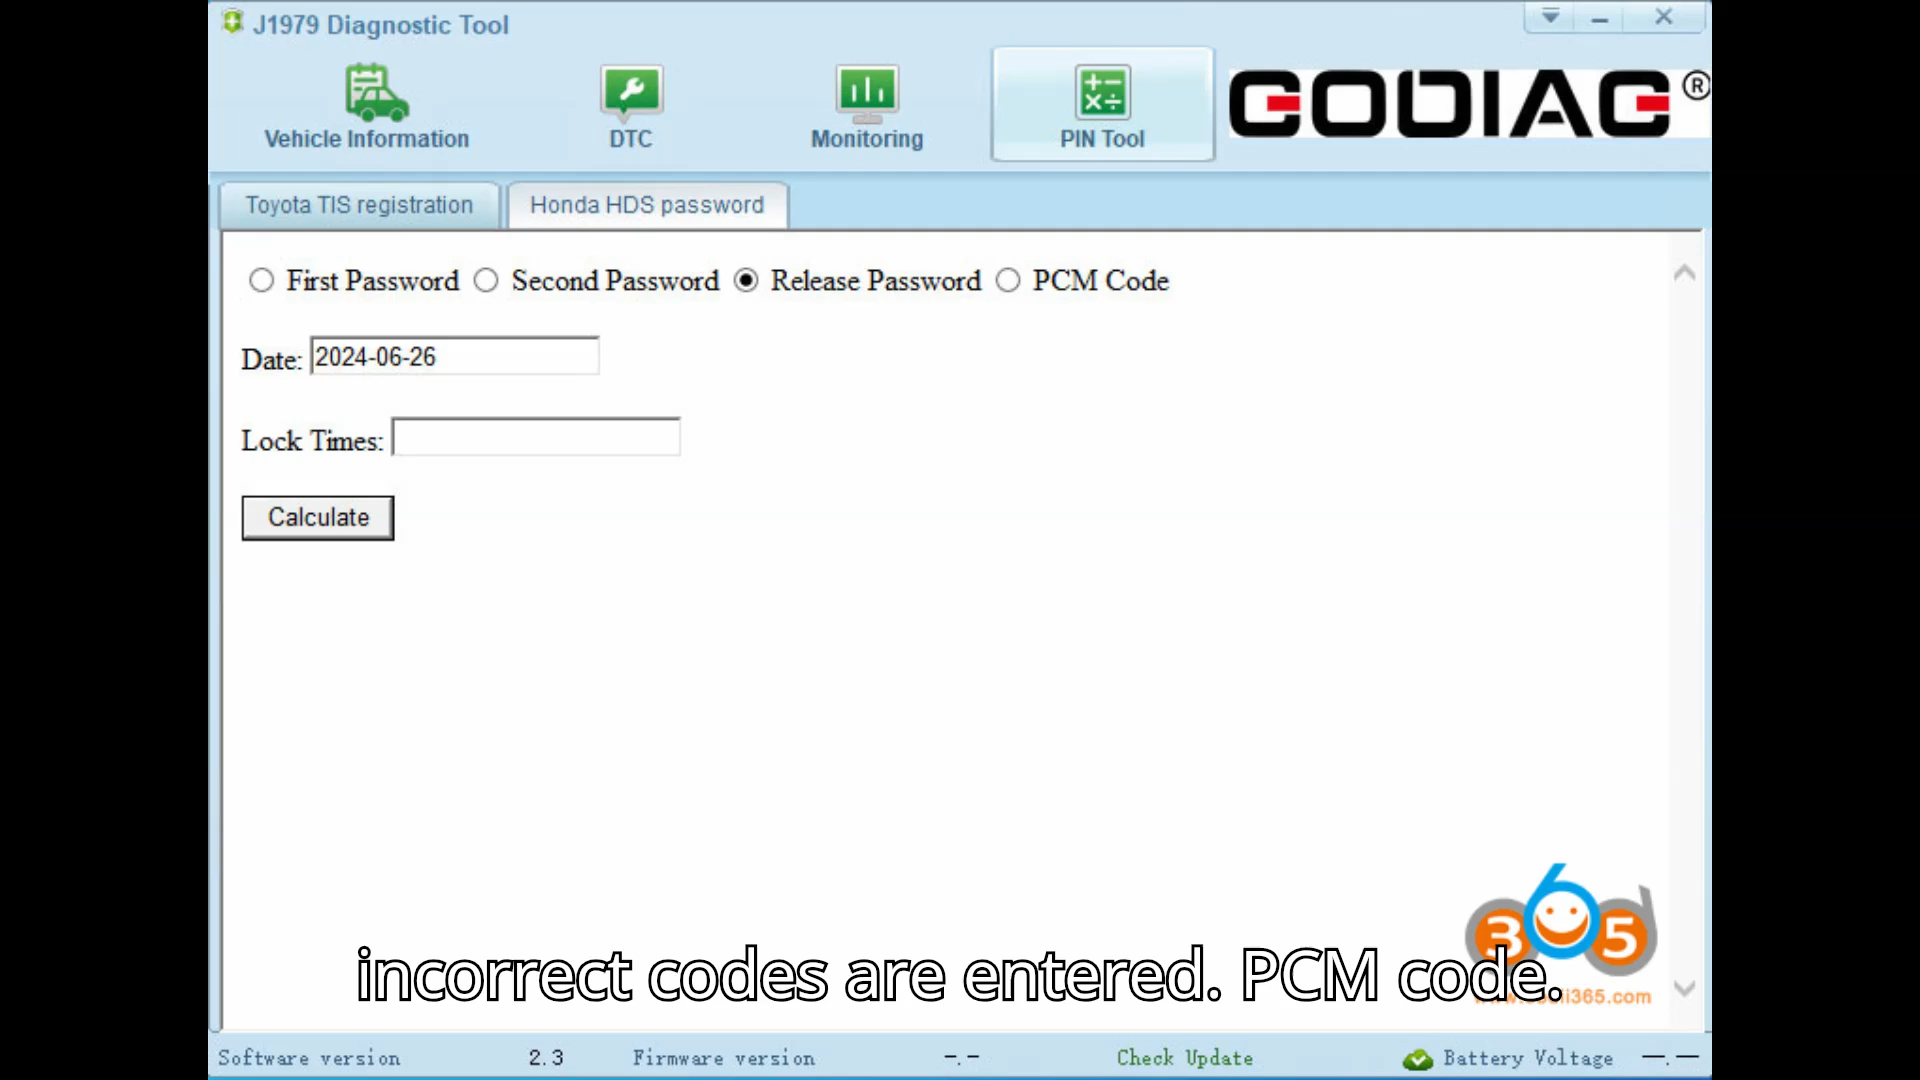 J1979 Diagnostic Tool
Vehicle Information
DTC
Monitoring
PIN Tool
GODIAG®
Toyota TIS registration
Honda HDS password
First Password Second Password Release Password PCM Code
Date: 2024-06-26
Lock Times:
Calculate
365
incorrect codes are entered. PCM code.
Software version 2.3 Firmware version -.- Check Update Battery Voltage —.—